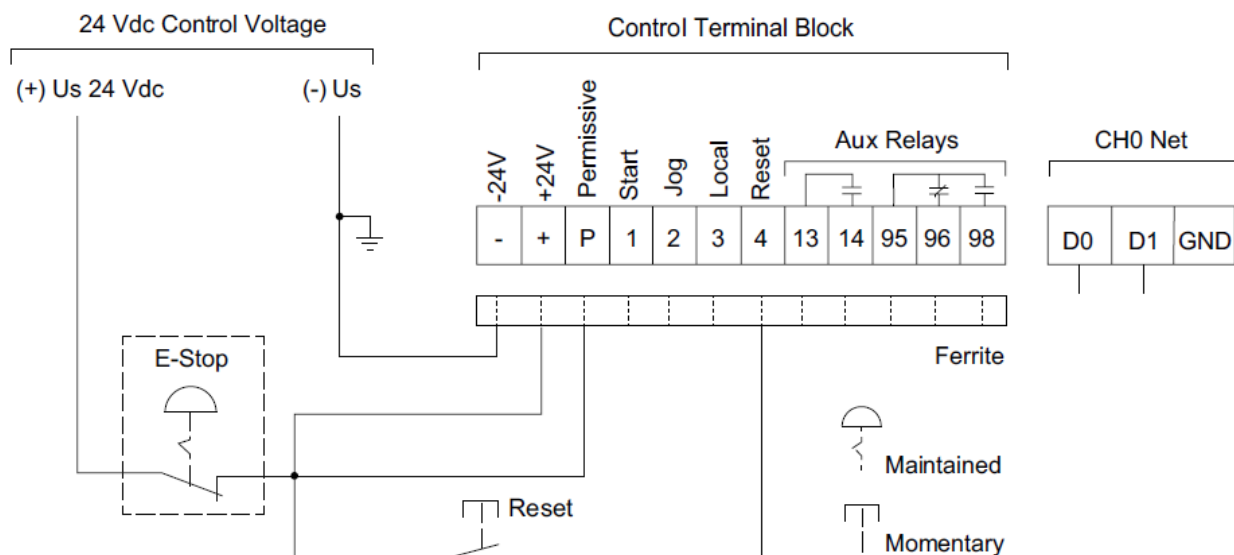 24 Vdc Control Voltage
Control Terminal Block
(+) Us 24 Vdc
(-) Us
-24V
+24V
Permissive
Start
Jog
Local
Reset
Aux Relays
CH0 Net
- + P 1 2 3 4 13 14 95 96 98
D0 D1 GND
Ferrite
E-Stop
Maintained
Reset
Momentary